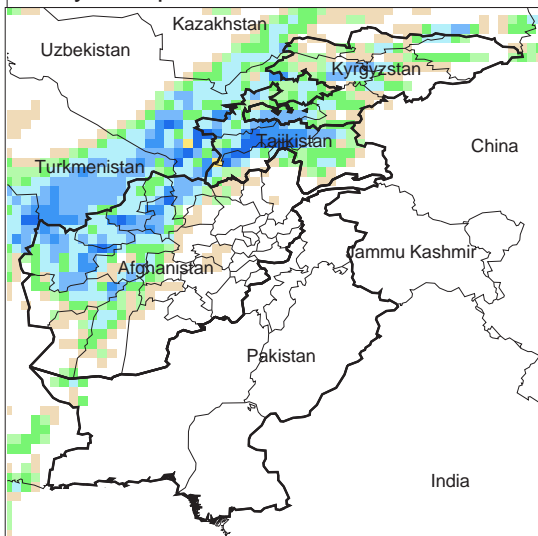 Kazakhstan
Uzbekistan
Kyrgyzstan
China
Tajikistan
Turkmenistan
Jammu Kashmir
Afghanistan
Pakistan
India